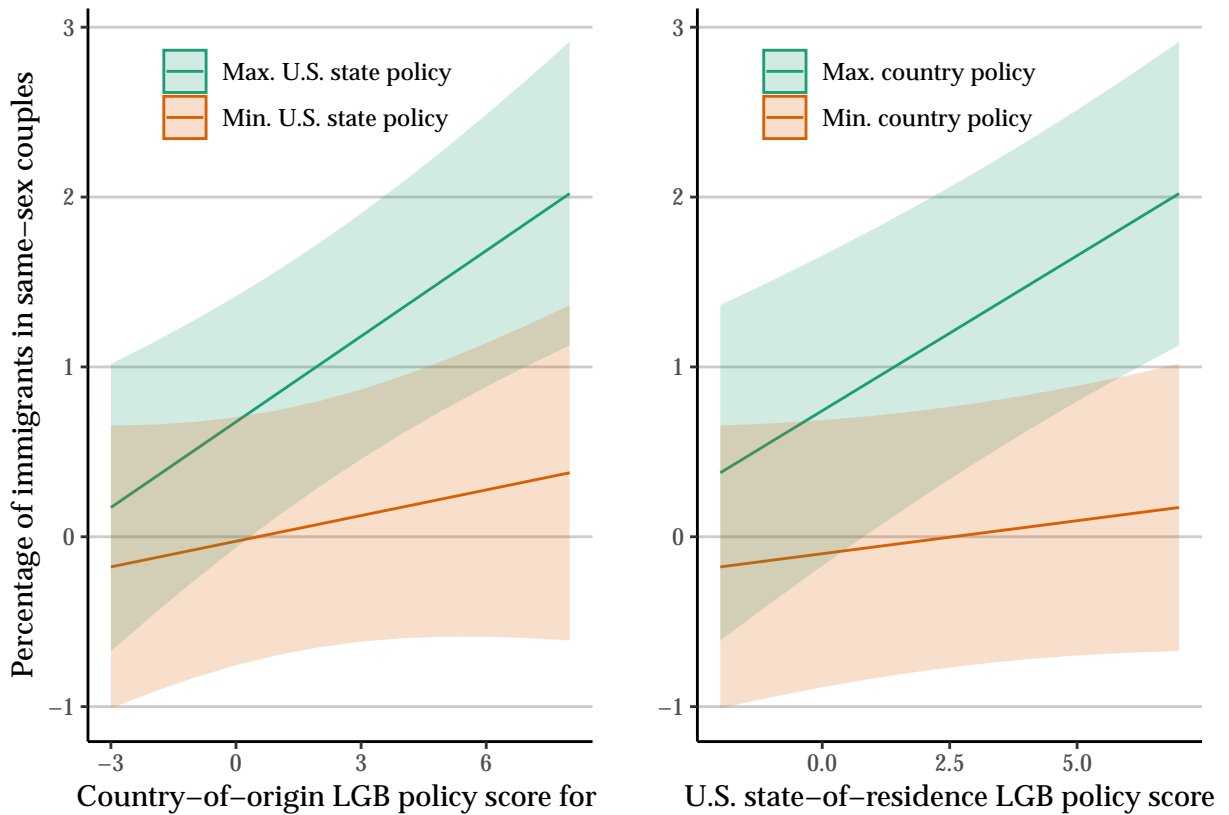 Percentage of immigrants in same−sex couples
3
2
1
0
−1
Max. U.S. state policy
Min. U.S. state policy
−3 0 3 6
Country−of−origin LGB policy score for
3
2
1
0
−1
Max. country policy
Min. country policy
0.0 2.5 5.0
U.S. state−of−residence LGB policy score